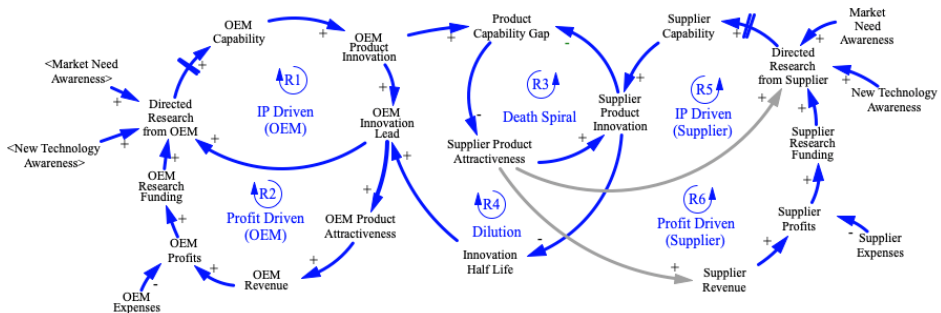 OEM
Capability
OEM
Product
Innovation
Product
Capability Gap
Supplier
Capability
Market
Need
Awareness
<Market Need
Awareness>
R1
R3
R5
Directed
Research
from OEM
IP Driven
(OEM)
OEM
Innovation
Lead
Death Spiral
Supplier
Product
Innovation
IP Driven
(Supplier)
Directed
Research
from Supplier
New Technology
Awareness
<New Technology
Awareness>
Supplier Product
Attractiveness
Supplier
Research
Funding
OEM
Research
Funding
R2
R4
R6
Profit Driven
(OEM)
OEM Product
Attractiveness
Dilution
Profit Driven
(Supplier)
Supplier
Profits
OEM
Profits
Innovation
Half Life
Supplier
Expenses
OEM
Revenue
Supplier
Revenue
OEM
Expenses
+
+
+
+
+
+
+
+
+
+
+
+
-
+
-
-
+
-
+
+
+
+
+
+
+
+
+
+
-